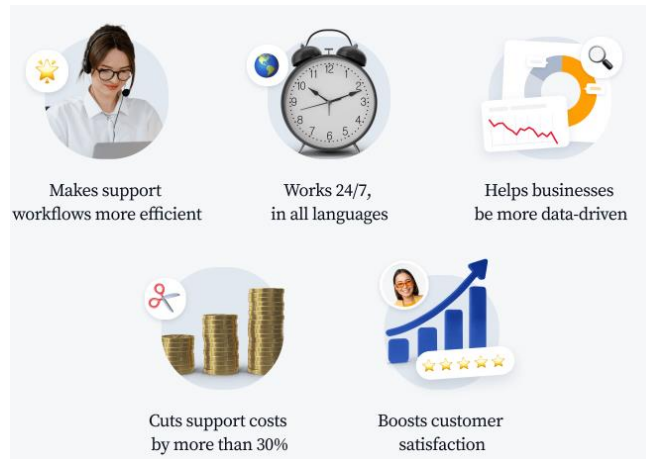 Makes support
workflows more efficient
Works 24/7,
in all languages
Helps businesses
be more data-driven
Cuts support costs
by more than 30%
Boosts customer
satisfaction